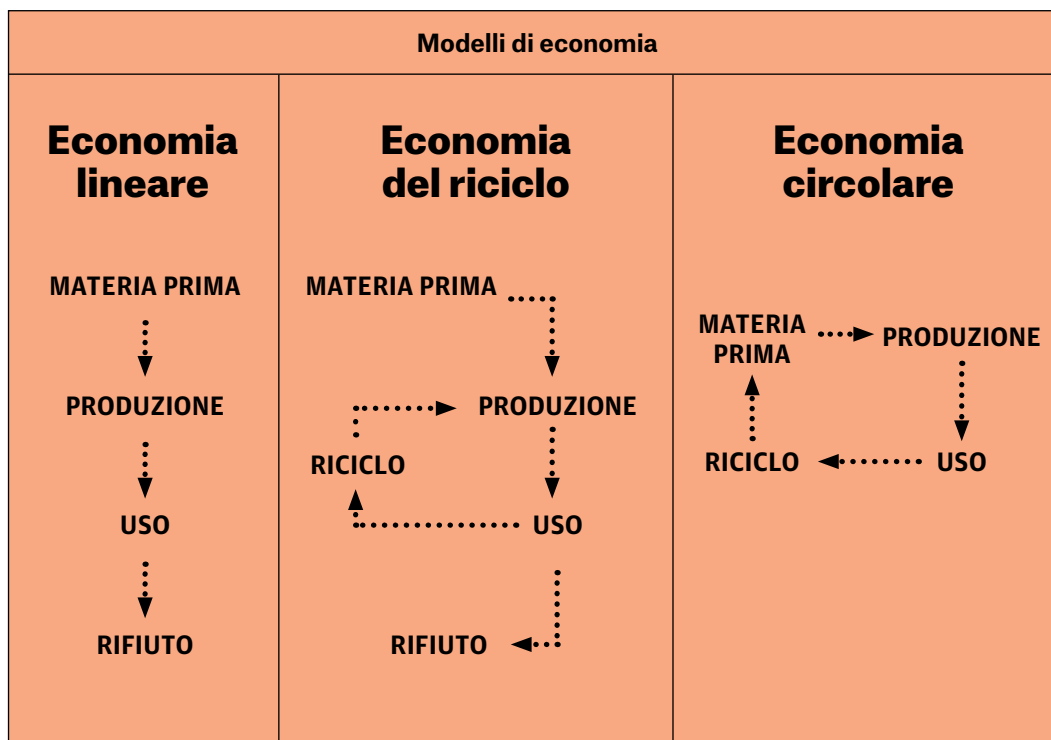 Modelli di economia
Economia
lineare
MATERIA PRIMA
PRODUZIONE
USO
RIFIUTO
Economia
del riciclo
MATERIA PRIMA
PRODUZIONE
RICICLO
USO
RIFIUTO
Economia
circolare
MATERIA
PRIMA
PRODUZIONE
RICICLO
USO